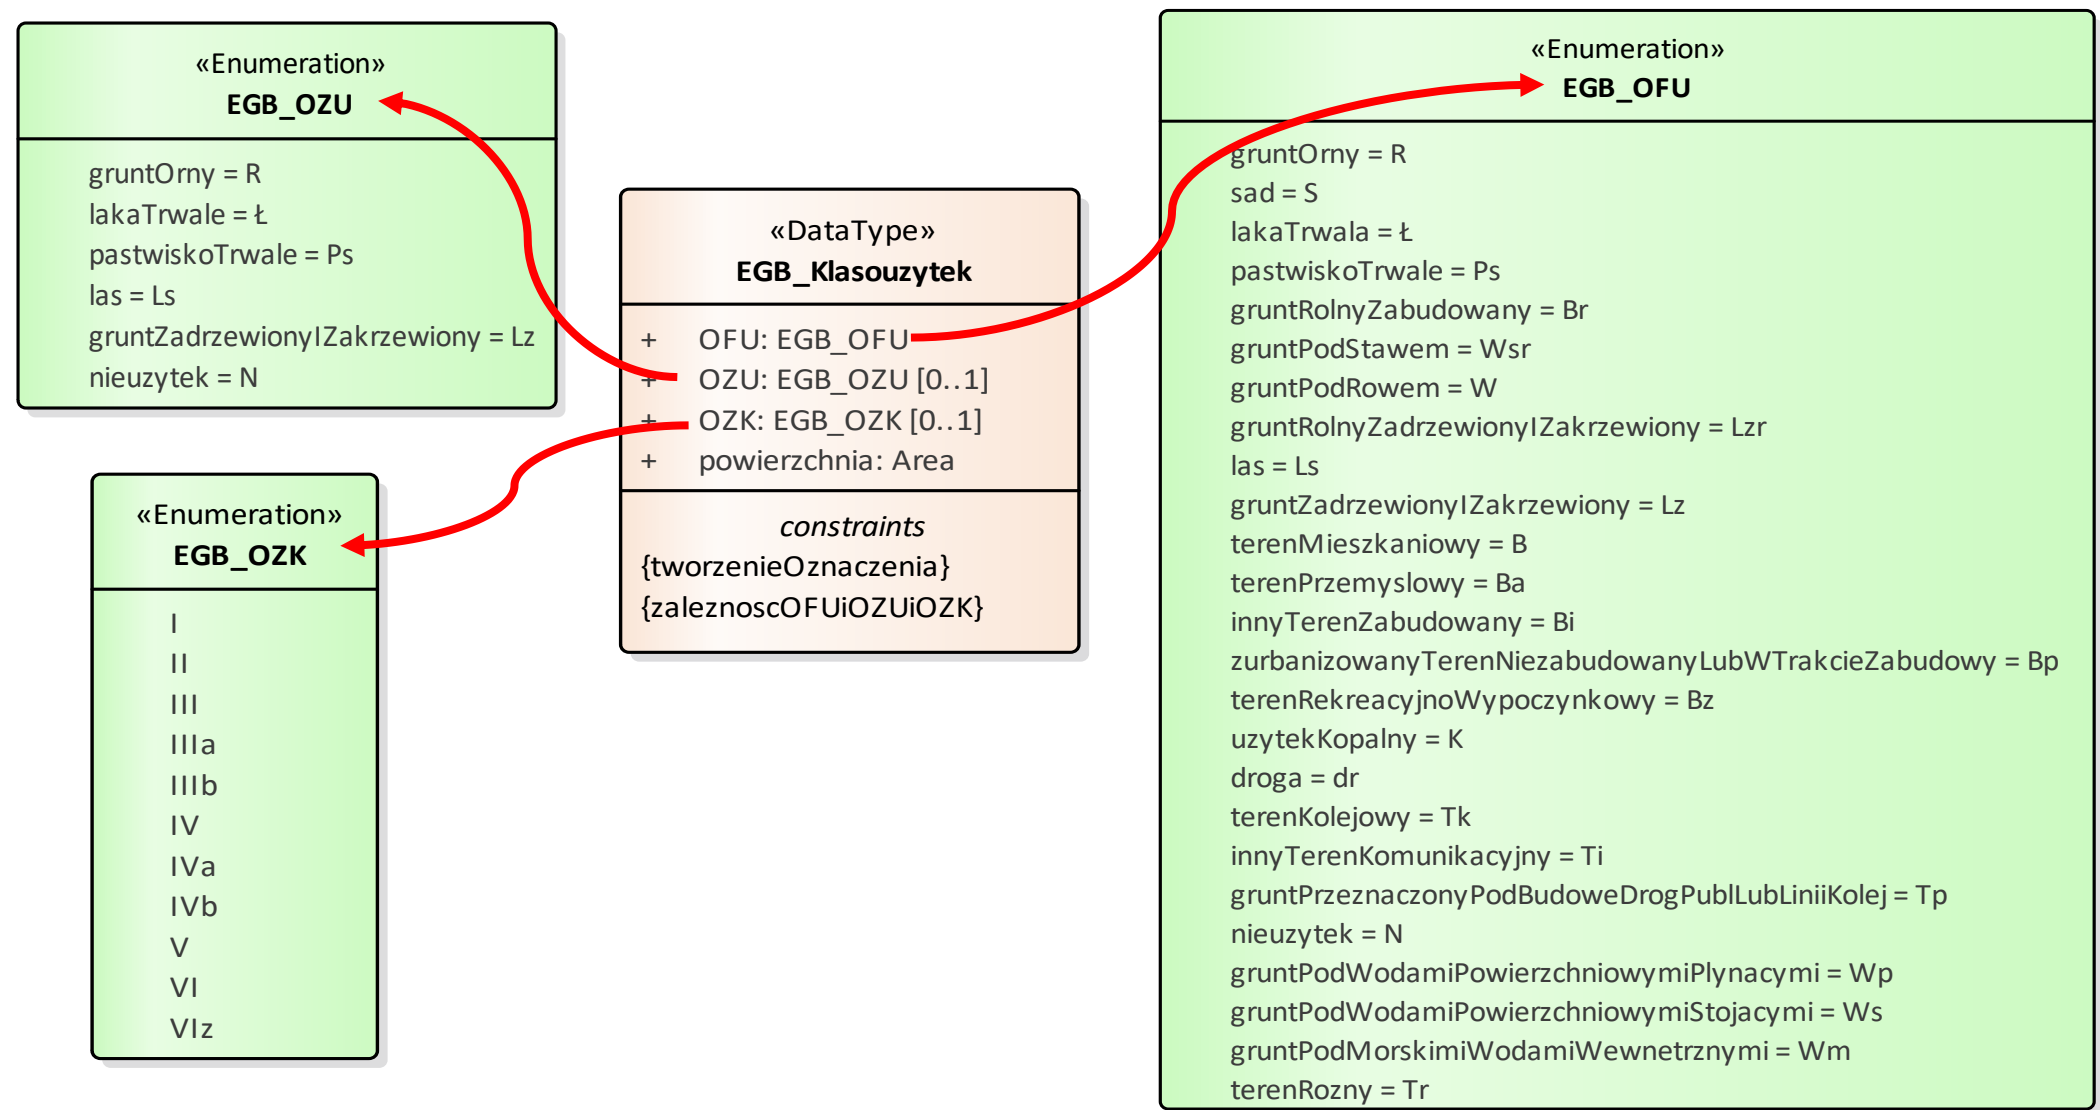 «Enumeration»
EGB_OZU
gruntOrny = R
lakaTrwale = Ł
pastwiskoTrwale = Ps
las = Ls
gruntZadrzewionyIZakrzewiony = Lz
nieuzytek = N
«Enumeration»
EGB_OZK
I
II
III
IIIa
IIIb
IV
IVa
IVb
V
VI
VIz
«DataType»
EGB_Klasouzytek
+ OFU: EGB_OFU
+ OZU: EGB_OZU [0..1]
+ OZK: EGB_OZK [0..1]
+ powierzchnia: Area
constraints
{tworzenieOznaczenia}
{zaleznoscOFUiOZUiOZK}
«Enumeration»
EGB_OFU
gruntOrny = R
sad = S
lakaTrwala = Ł
pastwiskoTrwale = Ps
gruntRolnyZabudowany = Br
gruntPodStawem = Wsr
gruntPodRowem = W
gruntRolnyZadrzewionyIZakrzewiony = Lzr
las = Ls
gruntZadrzewionyIZakrzewiony = Lz
terenMieszkaniowy = B
terenPrzemyslowy = Ba
innyTerenZabudowany = Bi
zurbanizowanyTerenNiezabudowanyLubWTrakcieZabudowy = Bp
terenRekreacyjnoWypoczynkowy = Bz
uzytekKopalny = K
droga = dr
terenKolejowy = Tk
innyTerenKomunikacyjny = Ti
gruntPrzeznaczonyPodBudoweDrogPublLubLiniiKolej = Tp
nieuzytek = N
gruntPodWodamiPowierzchniowymiPlynacymi = Wp
gruntPodWodamiPowierzchniowymiStojacymi = Ws
gruntPodMorskimiWodamiWewnetrznymi = Wm
terenRozny = Tr